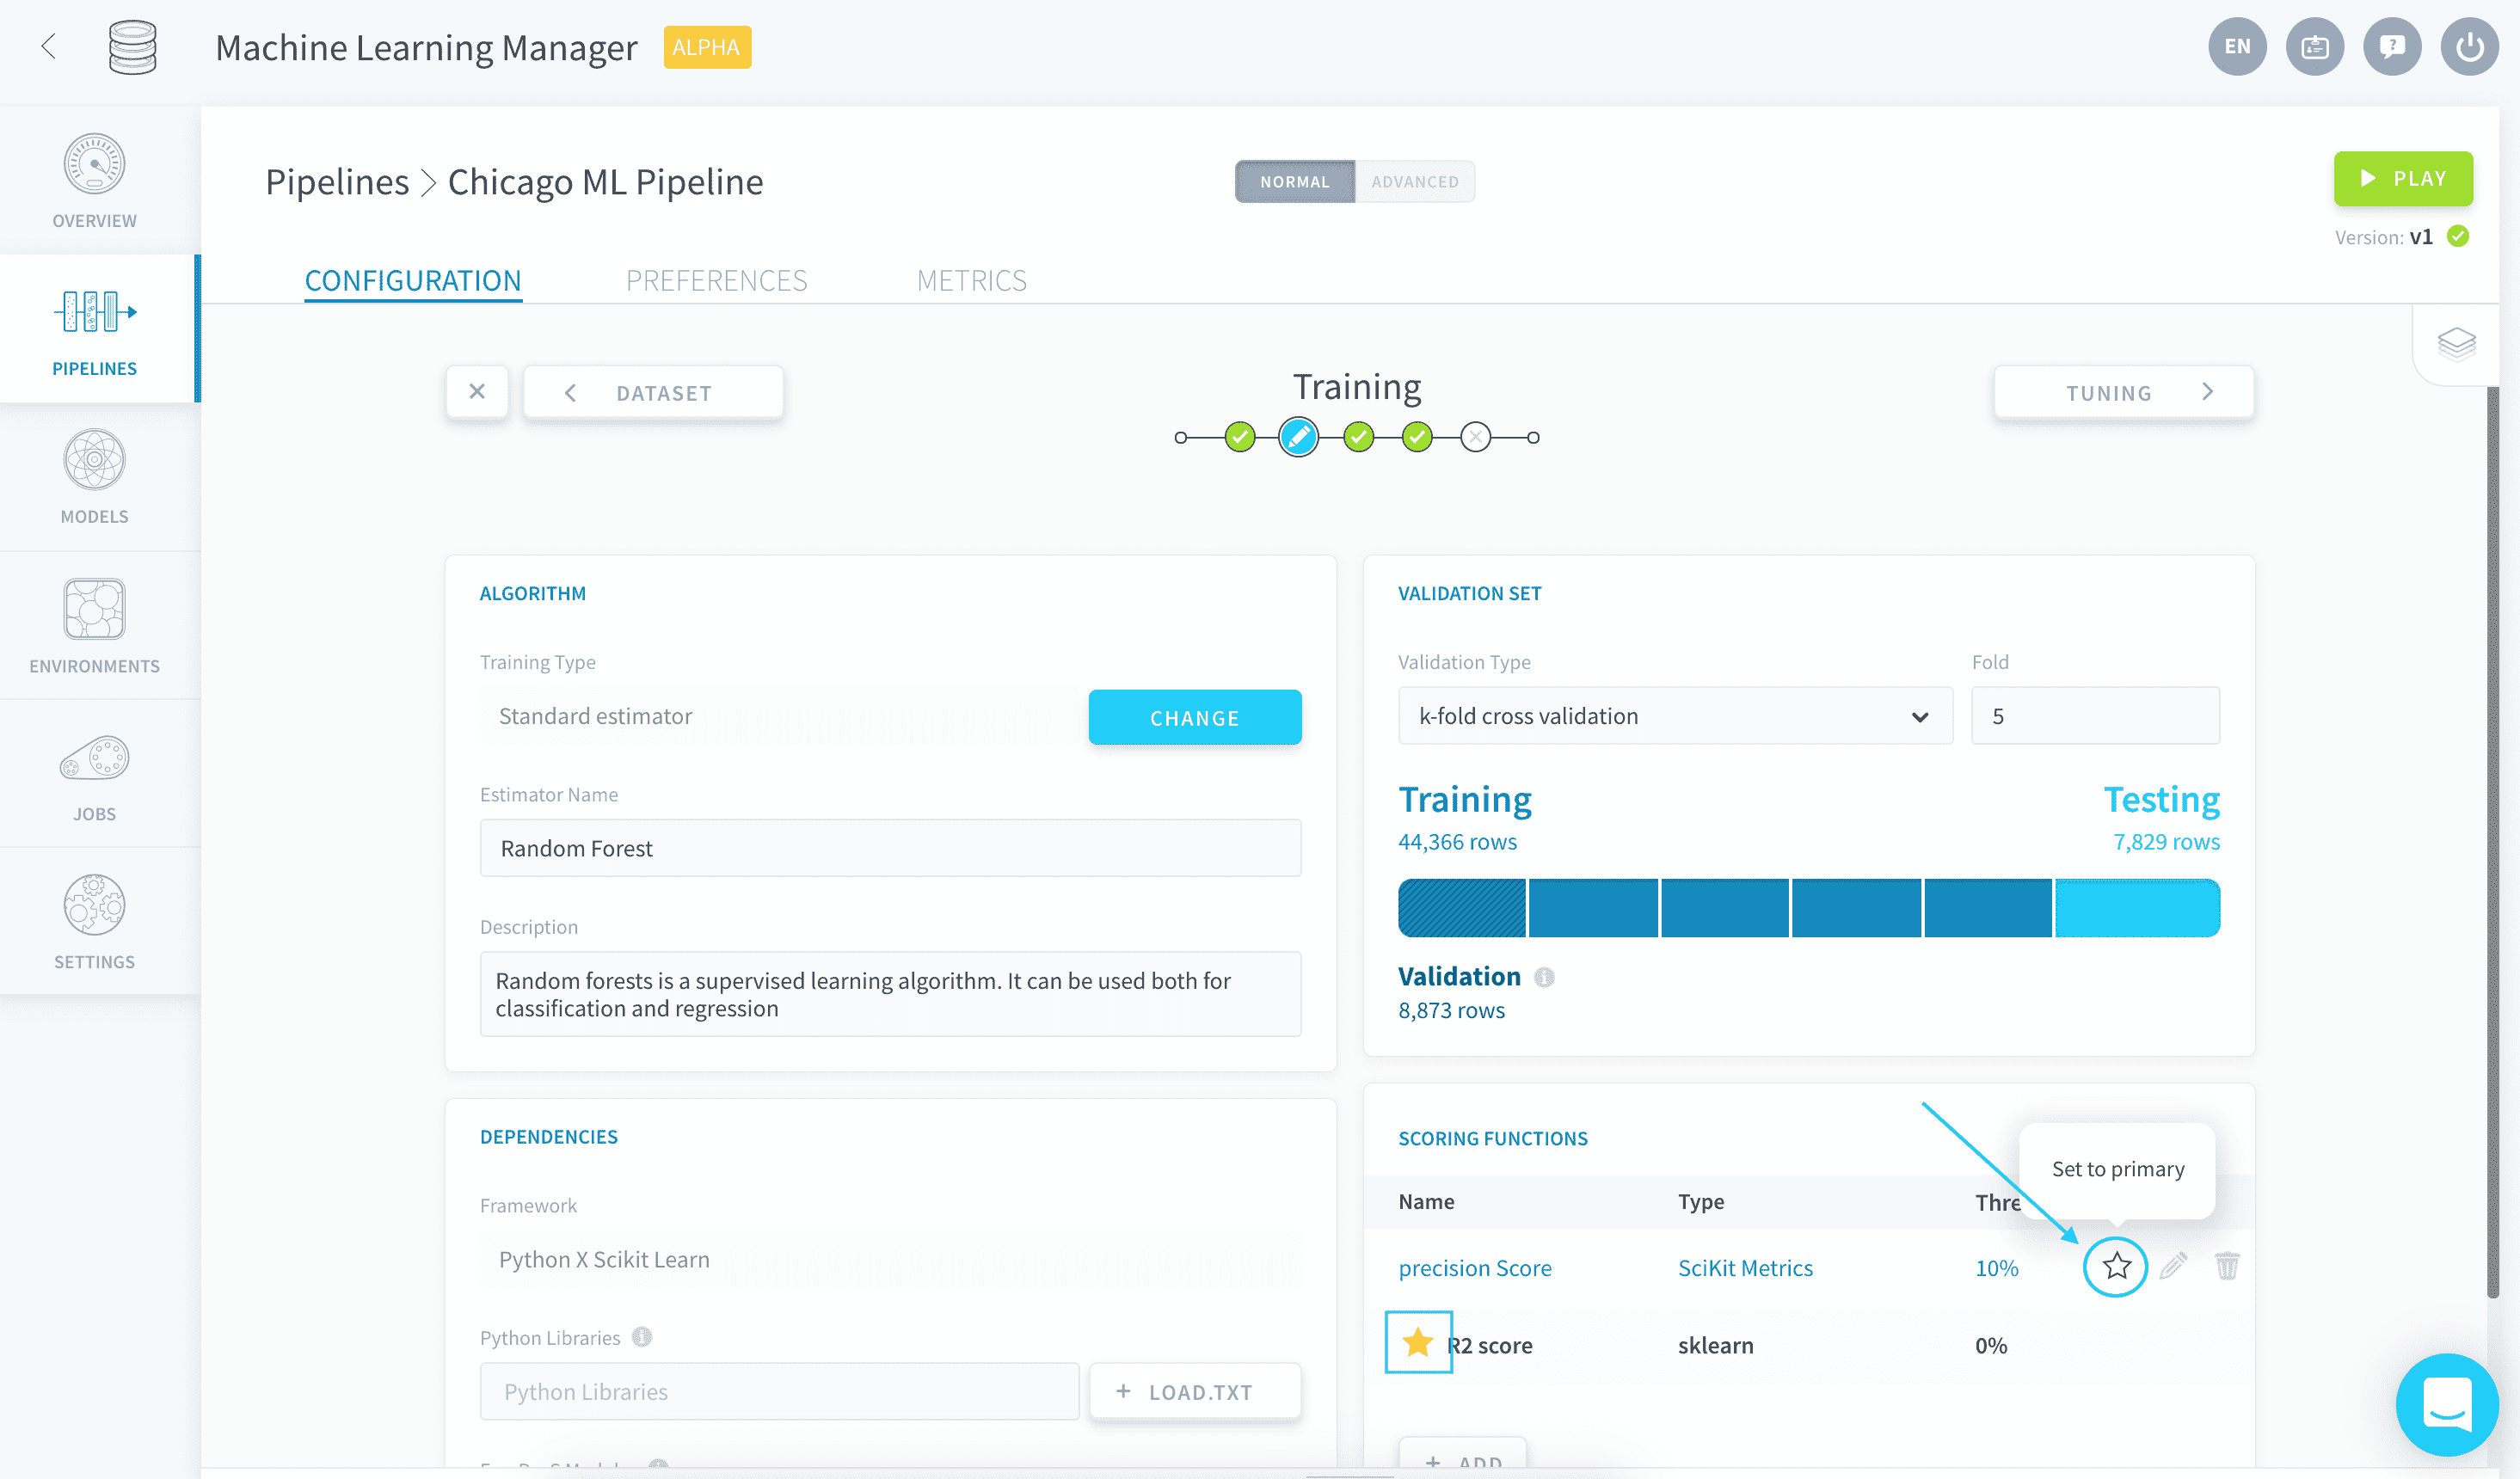 Machine Learning Manager ALPHA
EN
OVERVIEW
PIPELINES
MODELS
ENVIRONMENTS
JOBS
SETTINGS
Pipelines > Chicago ML Pipeline
NORMAL ADVANCED
PLAY
Version: v1
CONFIGURATION PREFERENCES METRICS
DATASET
Training
TUNING
ALGORITHM
Training Type
Standard estimator
CHANGE
Estimator Name
Random Forest
Description
Random forests is a supervised learning algorithm. It can be used both for
classification and regression
DEPENDENCIES
Framework
Python X Scikit Learn
Python Libraries
Python Libraries
+ LOAD.TXT
VALIDATION SET
Validation Type Fold
k-fold cross validation 5
Training Testing
44,366 rows 7,829 rows
Validation
8,873 rows
SCORING FUNCTIONS
Set to primary
Name Type Thre
precision Score SciKit Metrics 10%
R2 score sklearn 0%
+ ADD